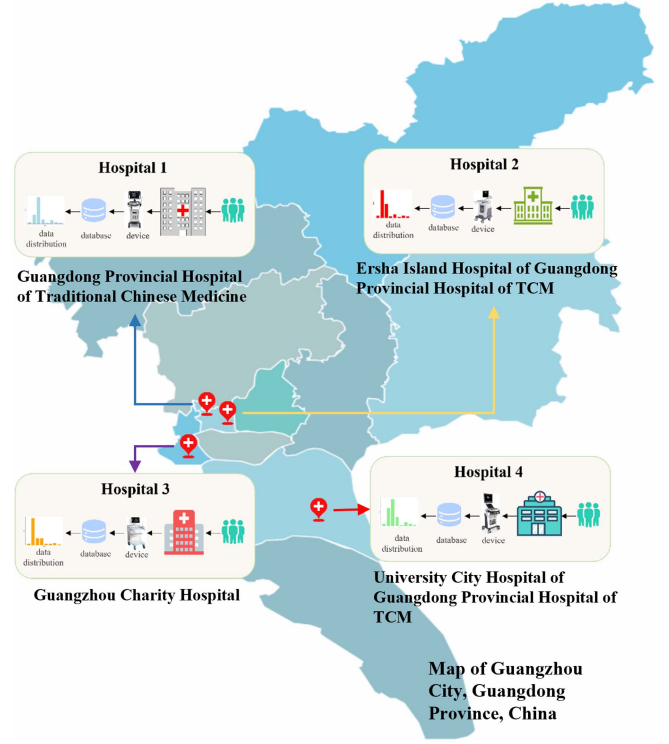 Hospital 1
data
distribution
database
device
Guangdong Provincial Hospital
of Traditional Chinese Medicine
Hospital 2
data
distribution
database
device
Ersha Island Hospital of Guangdong
Provincial Hospital of TCM
Hospital 3
data
distribution
database
device
Guangzhou Charity Hospital
Hospital 4
data
distribution
database
device
University City Hospital of
Guangdong Provincial Hospital of
TCM
Map of Guangzhou
City, Guangdong
Province, China